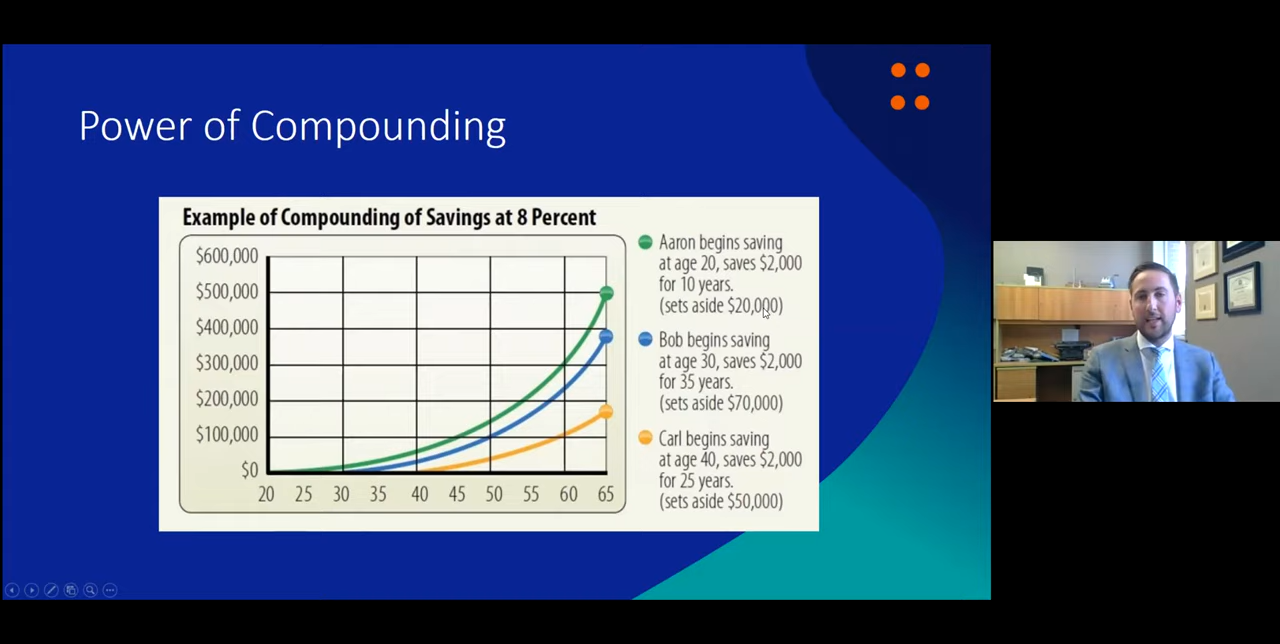 Power of Compounding
Example of Compounding of Savings at 8 Percent
$600,000
$500,000
$400,000
$300,000
$200,000
$100,000
$0
20 25 30 35 40 45 50 55 60 65
Aaron begins saving
at age 20, saves $2,000
for 10 years.
(sets aside $20,000)
Bob begins saving
at age 30, saves $2,000
for 35 years.
(sets aside $70,000)
Carl begins saving
at age 40, saves $2,000
for 25 years.
(sets aside $50,000)